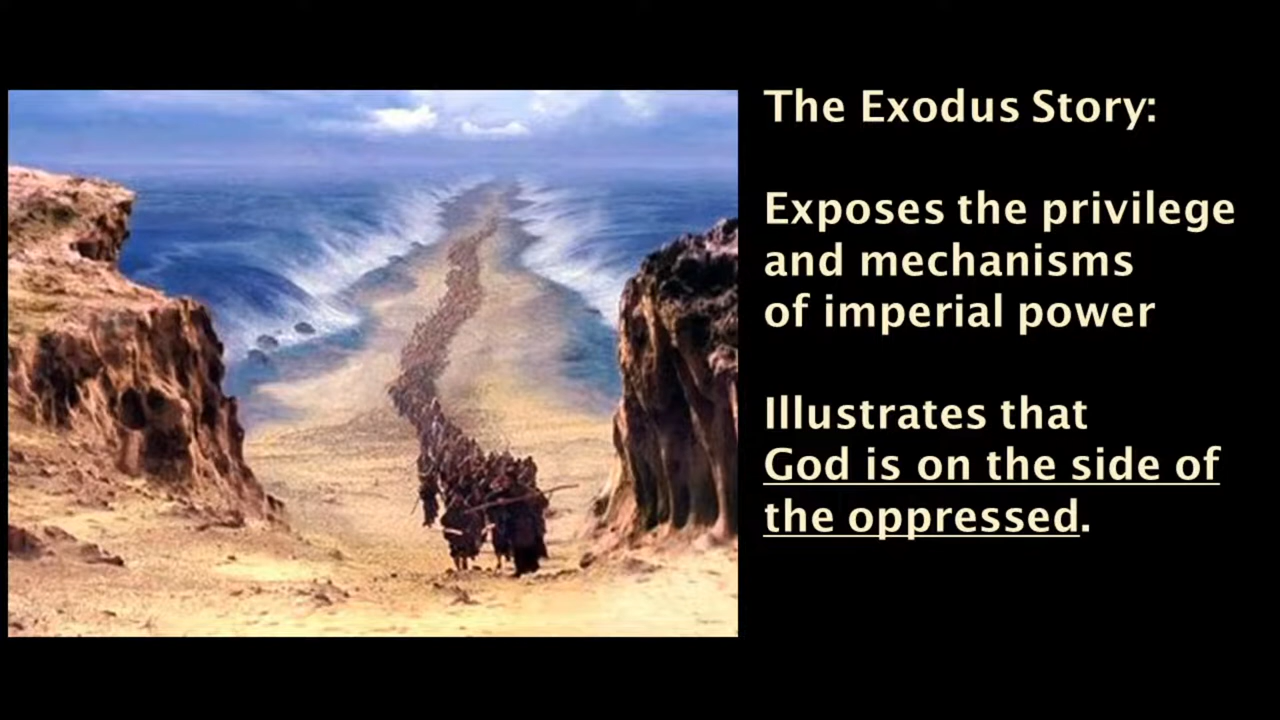 The Exodus Story:
Exposes the privilege
and mechanisms
of imperial power
Illustrates that
God is on the side of
the oppressed.